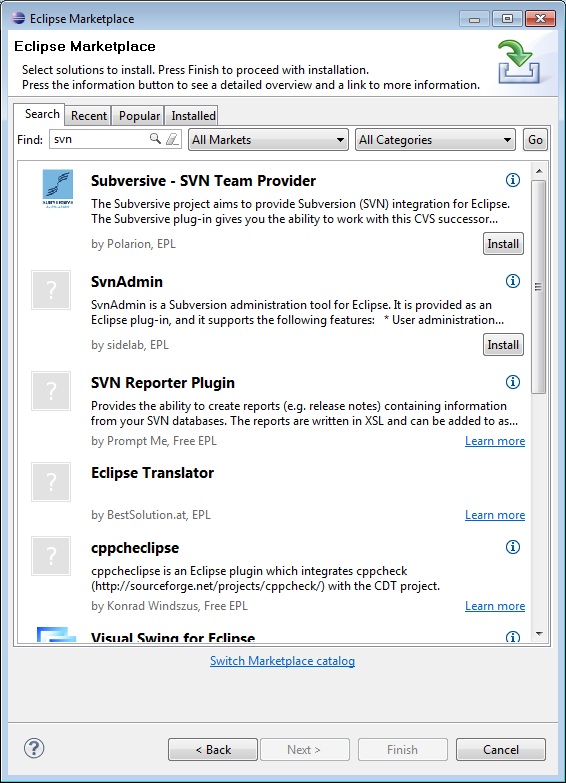 Eclipse Marketplace
Eclipse Marketplace
Select solutions to install. Press Finish to proceed with installation.
Press the information button to see a detailed overview and a link to more information.
Search Recent Popular Installed
Find: svn All Markets All Categories Go
Subversive - SVN Team Provider
The Subversive project aims to provide Subversion (SVN) integration for Eclipse.
The Subversive plug-in gives you the ability to work with this CVS successor...
by Polarion, EPL Install
?
SvnAdmin
SvnAdmin is a Subversion administration tool for Eclipse. It is provided as an
Eclipse plug-in, and it supports the following features: * User administration...
by sidelab, EPL Install
?
SVN Reporter Plugin
Provides the ability to create reports (e.g. release notes) containing information
from your SVN databases. The reports are written in XSL and can be added to as...
by Prompt Me, Free EPL Learn more
?
Eclipse Translator
by BestSolution.at, EPL Learn more
?
cppcheclipse
cppcheclipse is an Eclipse plugin which integrates cppcheck
(http://sourceforge.net/projects/cppcheck/) with the CDT project.
by Konrad Windszus, Free EPL Learn more
Visual Swing for Eclipse
Switch Marketplace catalog
? < Back Next > Finish Cancel